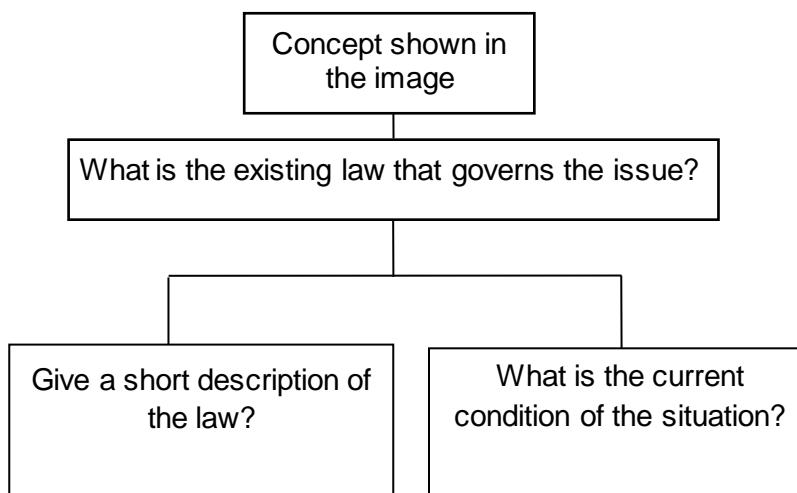 Concept shown in
the image
What is the existing law that governs the issue?
Give a short description of
the law?
What is the current
condition of the situation?